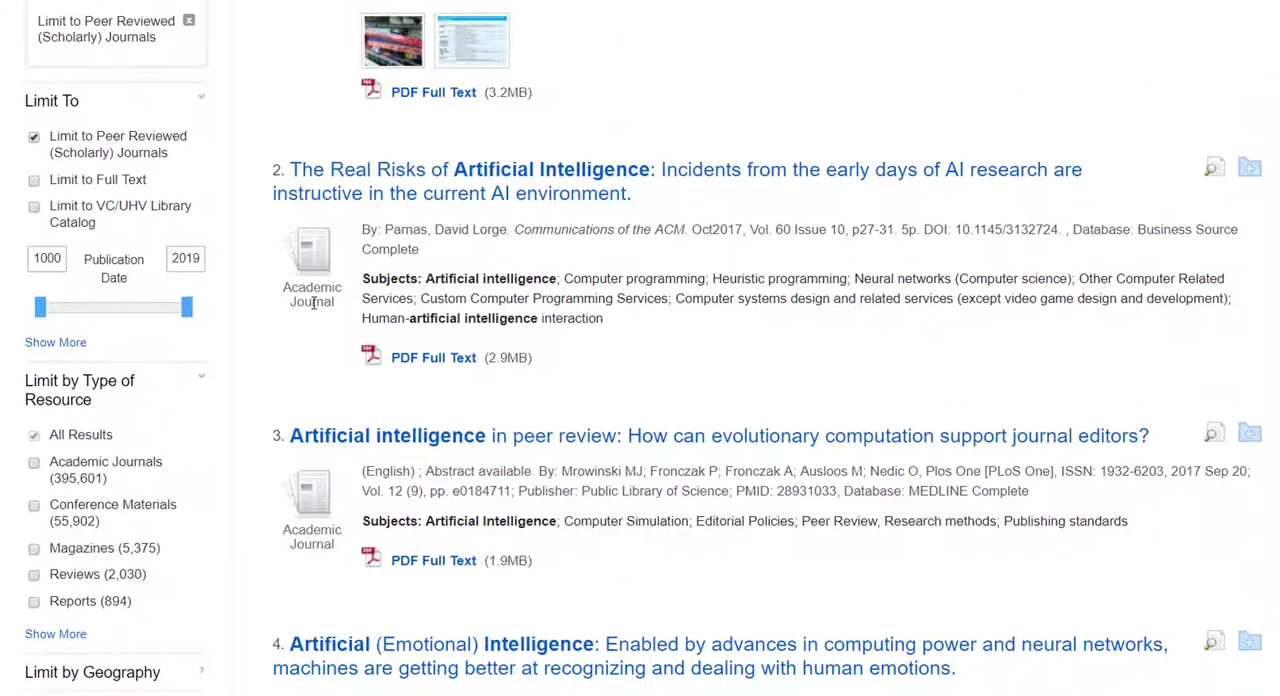 Limit to Peer Reviewed
(Scholarly) Journals
Limit To
Limit to Peer Reviewed
(Scholarly) Journals
Limit to Full Text
Limit to VC/UHV Library
Catalog
1000 Publication 2019
Date
Show More
Limit by Type of
Resource
All Results
Academic Journals
(395,601)
Conference Materials
(55,902)
Magazines (5,375)
Reviews (2,030)
Reports (894)
Show More
Limit by Geography
PDF Full Text (3.2MB)
2. The Real Risks of Artificial Intelligence: Incidents from the early days of AI research are
instructive in the current AI environment.
Academic
Journal
By: Parnas, David Lorge. Communications of the ACM. Oct2017, Vol. 60 Issue 10, p27-31. 5p. DOI: 10.1145/3132724. , Database: Business Source
Complete
Subjects: Artificial intelligence; Computer programming; Heuristic programming; Neural networks (Computer science); Other Computer Related
Services; Custom Computer Programming Services; Computer systems design and related services (except video game design and development);
Human-artificial intelligence interaction
PDF Full Text (2.9MB)
3. Artificial intelligence in peer review: How can evolutionary computation support journal editors?
Academic
Journal
(English) ; Abstract available. By: Mrowinski MJ; Fronczak P; Fronczak A; Ausloos M; Nedic O, Plos One [PLoS One], ISSN: 1932-6203, 2017 Sep 20;
Vol. 12 (9), pp. e0184711; Publisher: Public Library of Science; PMID: 28931033, Database: MEDLINE Complete
Subjects: Artificial Intelligence; Computer Simulation; Editorial Policies; Peer Review, Research methods; Publishing standards
PDF Full Text (1.9MB)
4. Artificial (Emotional) Intelligence: Enabled by advances in computing power and neural networks,
machines are getting better at recognizing and dealing with human emotions.